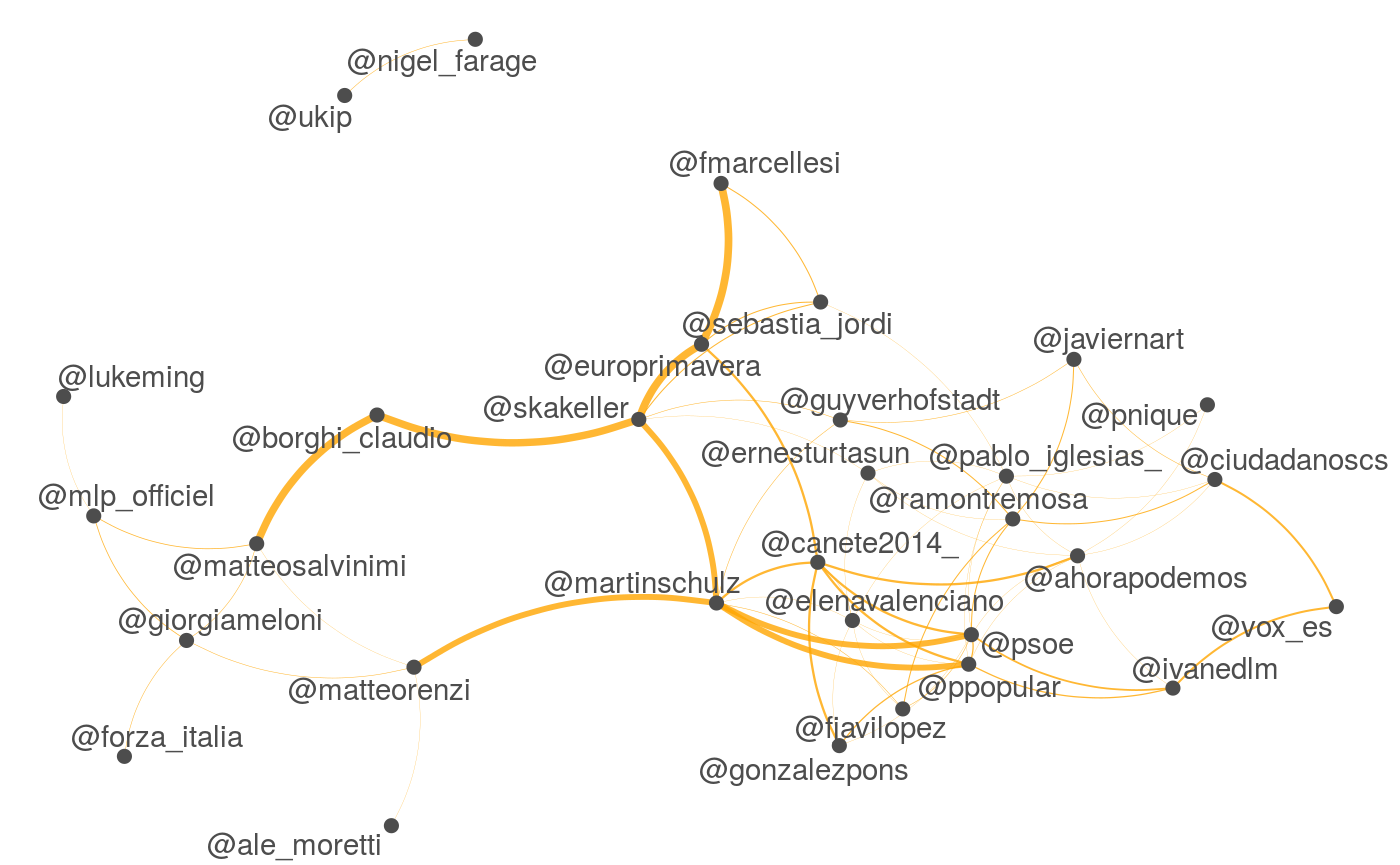 @nigel_farage
@ukip
@fmarcellesi
@sebastia_jordi
@javiernart
@europrimavera
@lukeming
@guyverhofstadt
@skakeller
@pnique
@borghi_claudio
@ernesturtasun
@pablo_iglesias_
@ciudadanoscs
@mlp_officiel
@ramontremosa
@canete2014_
@matteosalvinimi
@ahorapodemos
@martinschulz
@elenavalenciano
@giorgiameloni
@vox_es
@psoe
@ivanedlm
@matteorenzi
@ppopular
@fjavilopez
@forza_italia
@gonzalezpons
@ale_moretti